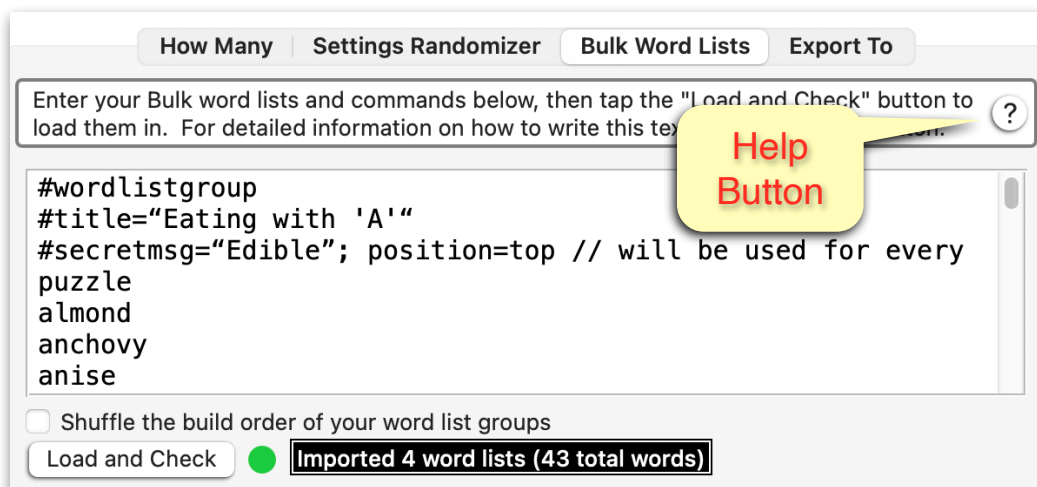 How Many Settings Randomizer Bulk Word Lists Export To
Enter your Bulk word lists and commands below, then tap the "Load and Check" button to
load them in. For detailed information on how to write this
?
Help
Button
#wordlistgroup
#title=“Eating with 'A'“
#secretmsg=“Edible”; position=top // will be used for every
puzzle
almond
anchovy
anise
Shuffle the build order of your word list groups
Load and Check Imported 4 word lists (43 total words)